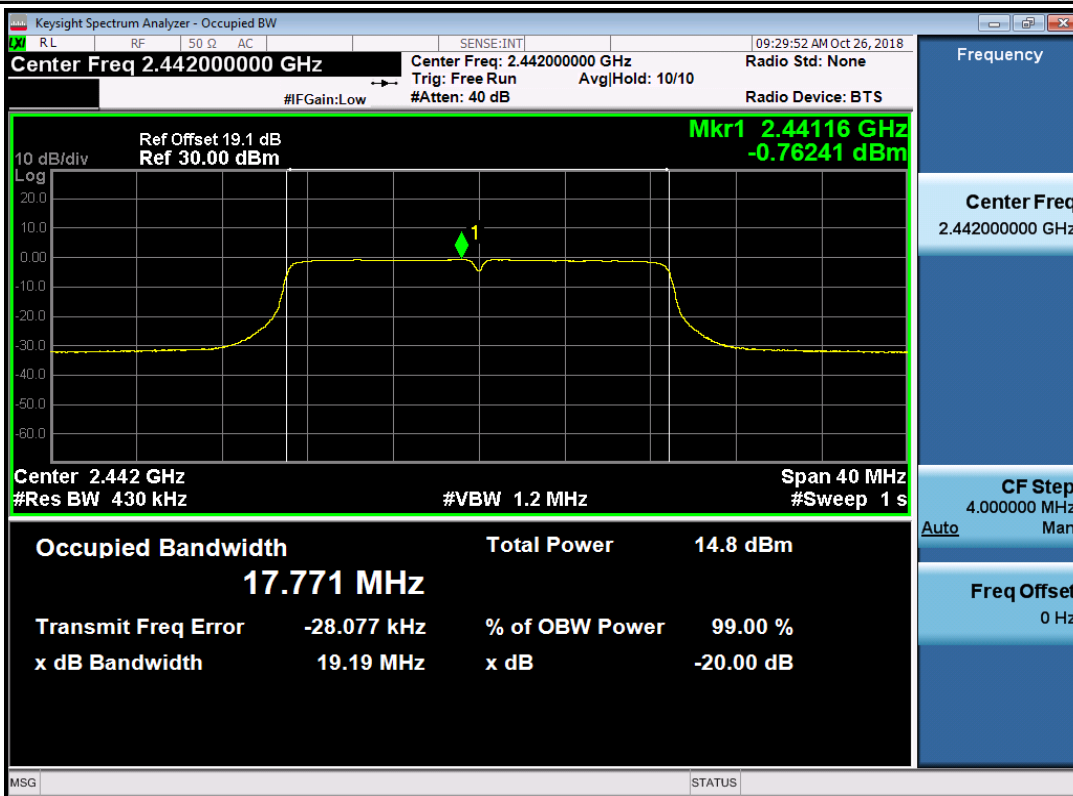 Keysight Spectrum Analyzer - Occupied BW
LXI RL RF 50 Ω AC SENSE:INT 09:29:52 AM Oct 26, 2018
Center Freq 2.442000000 GHz
Center Freq: 2.442000000 GHz
Radio Std: None
Trig: Free Run Avg|Hold: 10/10
#IFGain:Low
#Atten: 40 dB
Radio Device: BTS
Ref Offset 19.1 dB
Mkr1 2.44116 GHz
10 dB/div Ref 30.00 dBm
-0.76241 dBm
Log
20.0
10.0
1
0.00
-10.0
-20.0
-30.0
-40.0
-50.0
-60.0
Center 2.442 GHz Span 40 MHz
#Res BW 430 kHz #VBW 1.2 MHz #Sweep 1 s
Occupied Bandwidth Total Power 14.8 dBm
17.771 MHz
Transmit Freq Error -28.077 kHz % of OBW Power 99.00 %
x dB Bandwidth 19.19 MHz x dB -20.00 dB
MSG STATUS
Frequency
Center Freq
2.442000000 GHz
CF Step
4.000000 MHz
Auto Man
Freq Offset
0 Hz